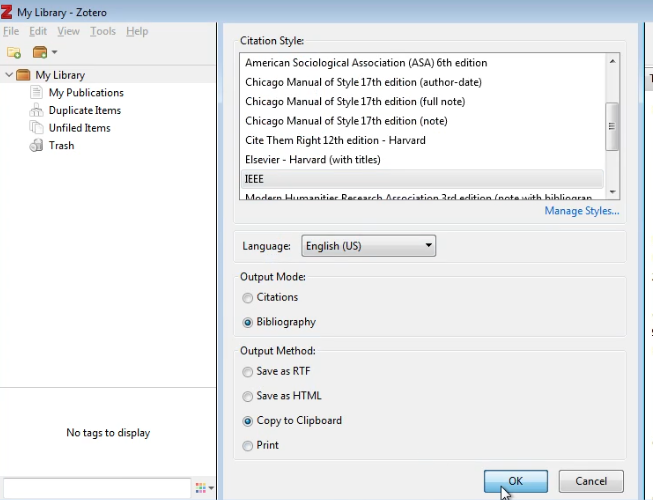 My Library - Zotero
File Edit View Tools Help
My Library
My Publications
Duplicate Items
Unfiled Items
Trash
No tags to display
Citation Style:
American Sociological Association (ASA) 6th edition
Chicago Manual of Style 17th edition (author-date)
Chicago Manual of Style 17th edition (full note)
Chicago Manual of Style 17th edition (note)
Cite Them Right 12th edition - Harvard
Elsevier - Harvard (with titles)
IEEE
Modern Humanities Research Association 3rd edition (note with bibliogran
Manage Styles...
Language: English (US)
Output Mode:
Citations
Bibliography
Output Method:
Save as RTF
Save as HTML
Copy to Clipboard
Print
OK Cancel